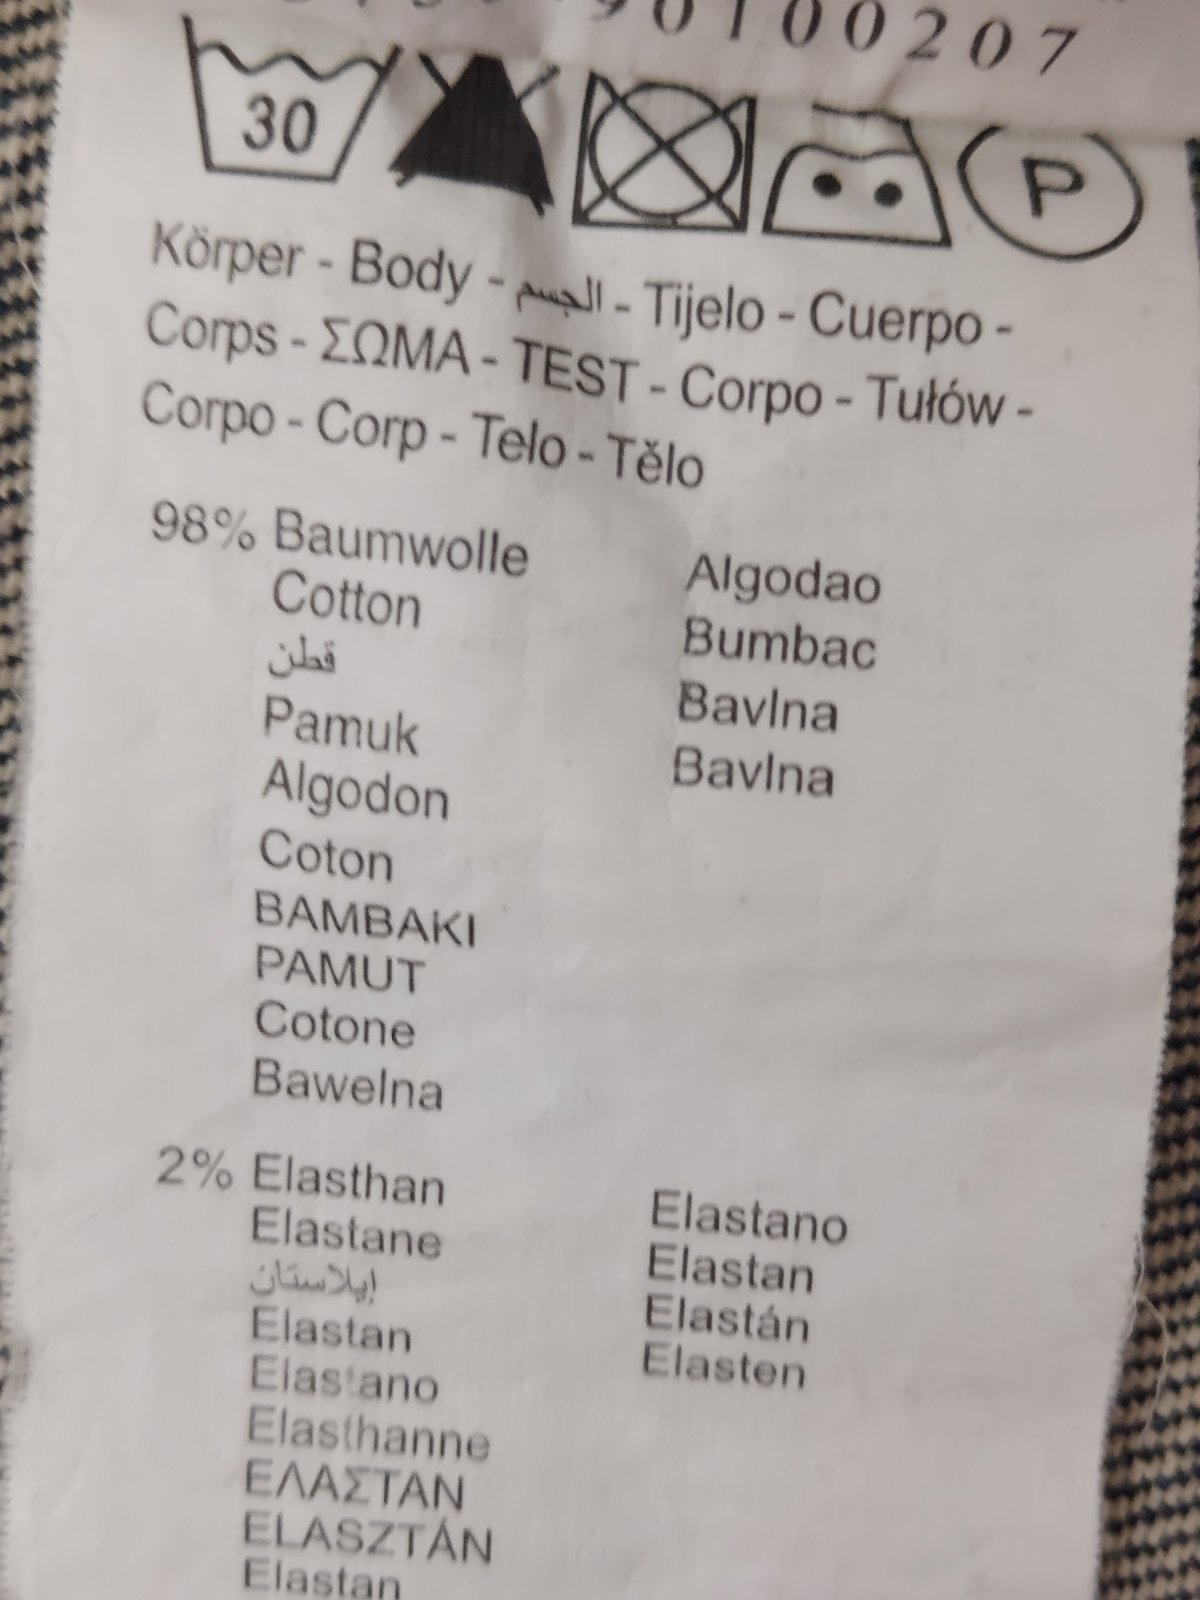 90100207
30
P
Körper - Body - الجسم - Tijelo - Cuerpo -
Corps - ΣΩMA - TEST - Corpo - Tułów -
Corpo - Corp - Telo - Tělo
98% Baumwolle
Cotton
قطن
Pamuk
Algodon
Coton
BAMBAKI
PAMUT
Cotone
Bawelna
Algodao
Bumbac
Bavlna
Bavlna
2% Elasthan
Elastane
إيلاستان
Elastan
Elastano
Elasthanne
ΕΛΑΣΤΑΝ
ELASZTÁN
Elastan
Elastano
Elastan
Elastán
Elasten